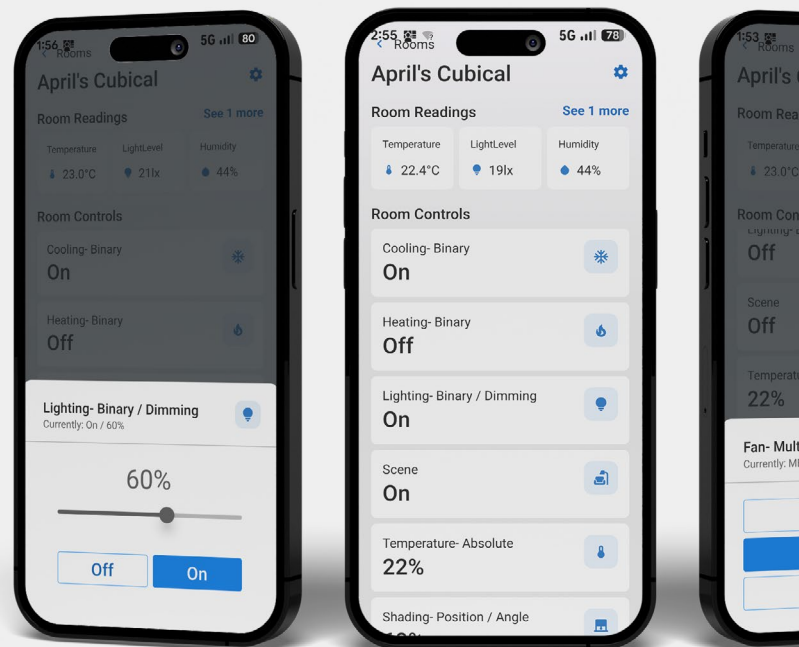 1:56
5G 80
Rooms
April's Cubical
Room Readings See 1 more
Temperature LightLevel Humidity
23.0°C 21lx 44%
Room Controls
Cooling- Binary
On
Heating- Binary
Off
Lighting- Binary / Dimming
Currently: On / 60%
60%
Off On
2:55
5G 78
Rooms
April's Cubical
Room Readings See 1 more
Temperature LightLevel Humidity
22.4°C 19lx 44%
Room Controls
Cooling- Binary
On
Heating- Binary
Off
Lighting- Binary / Dimming
On
Scene
On
Temperature- Absolute
22%
Shading- Position / Angle
1:53
Rooms
April's
Room Rea
Temperature
23.0°C
Room Con
Off
Scene
Off
Temperatu
22%
Fan- Mult
Currently: M